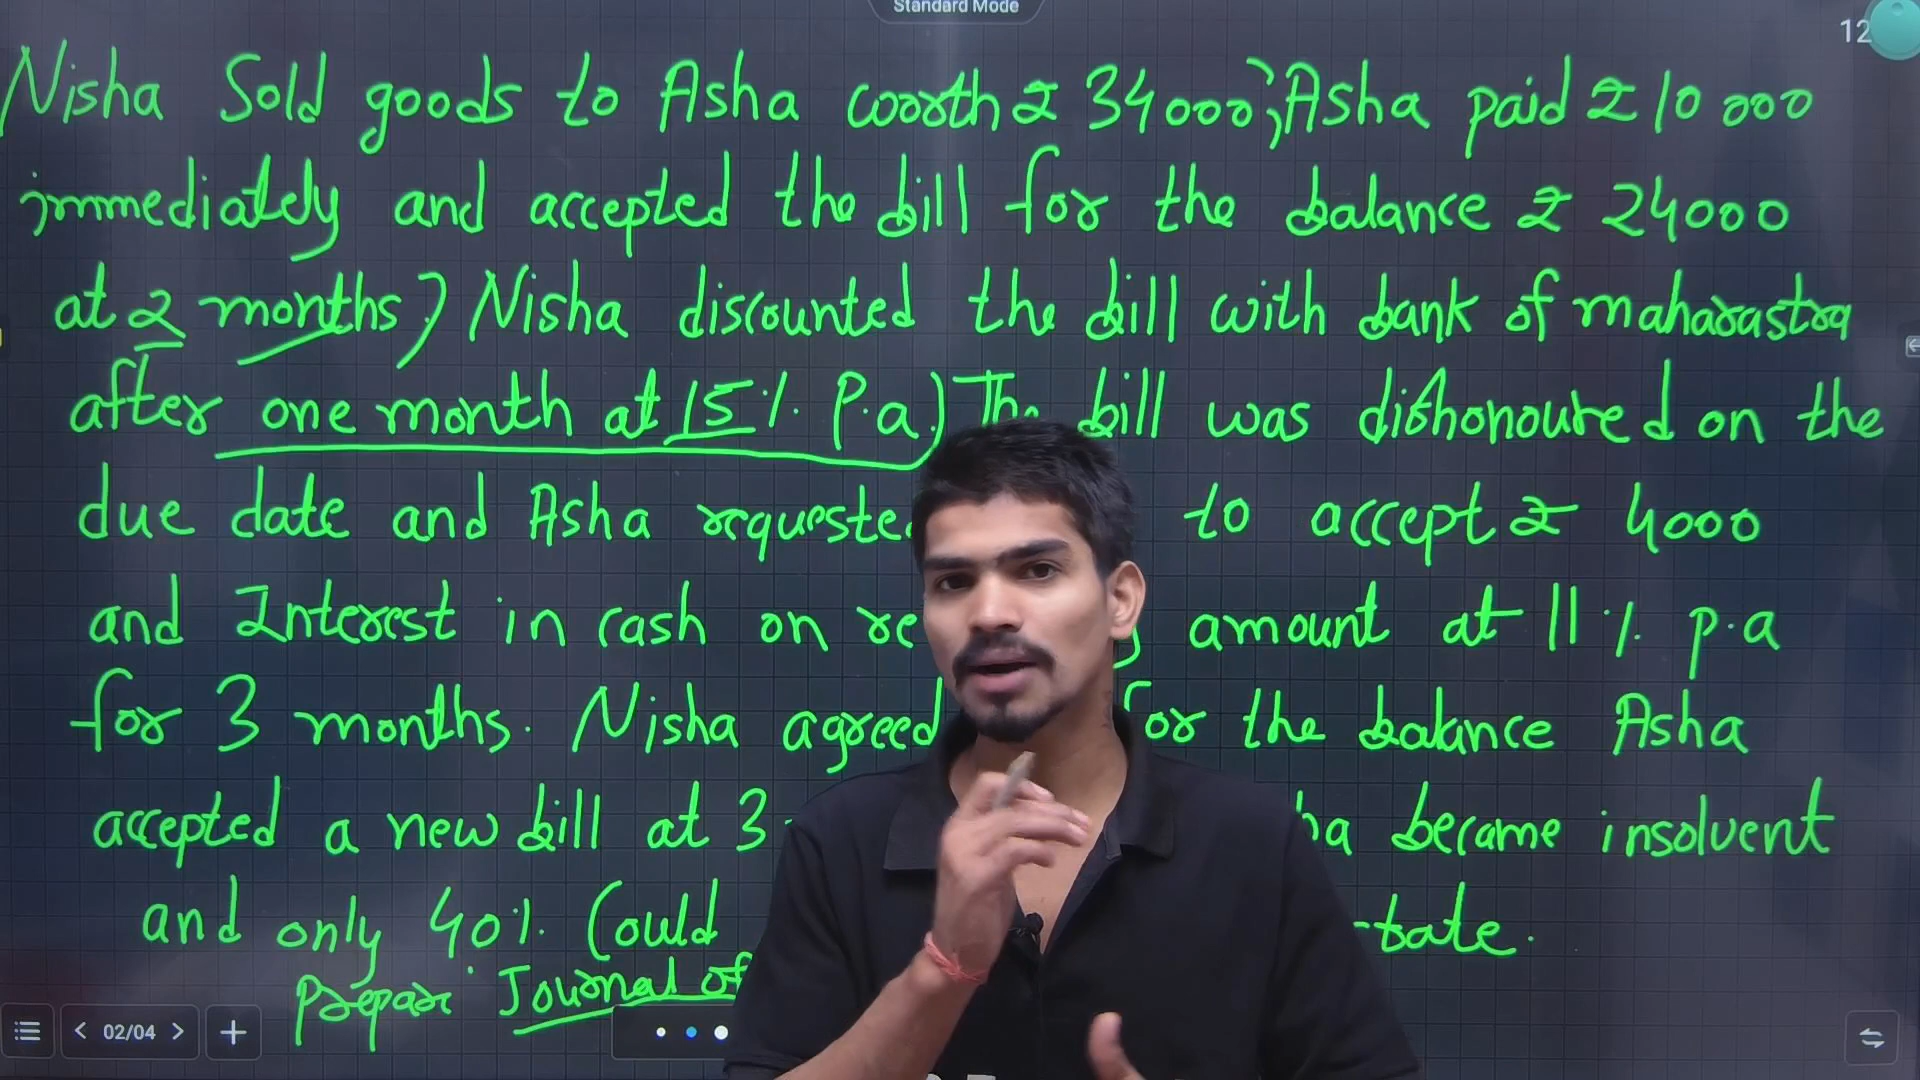 Standard Mode
12
Nisha Sold goods to Asha worth ₹ 34000; Asha paid ₹ 10 000
immediately and accepted the bill for the balance ₹ 24000
at 2 months) Nisha discounted the bill with bank of maharastra
after one month at 15 % P.a.) The bill was dishonoured on the
due date and Asha requested to accept ₹ 4000
and Interest in cash on amount at 11 % p.a
for 3 months. Nisha agreed for the balance Asha
accepted a new bill at 3 became insolvent
and only 40% Could
prepare Journal of
02/04